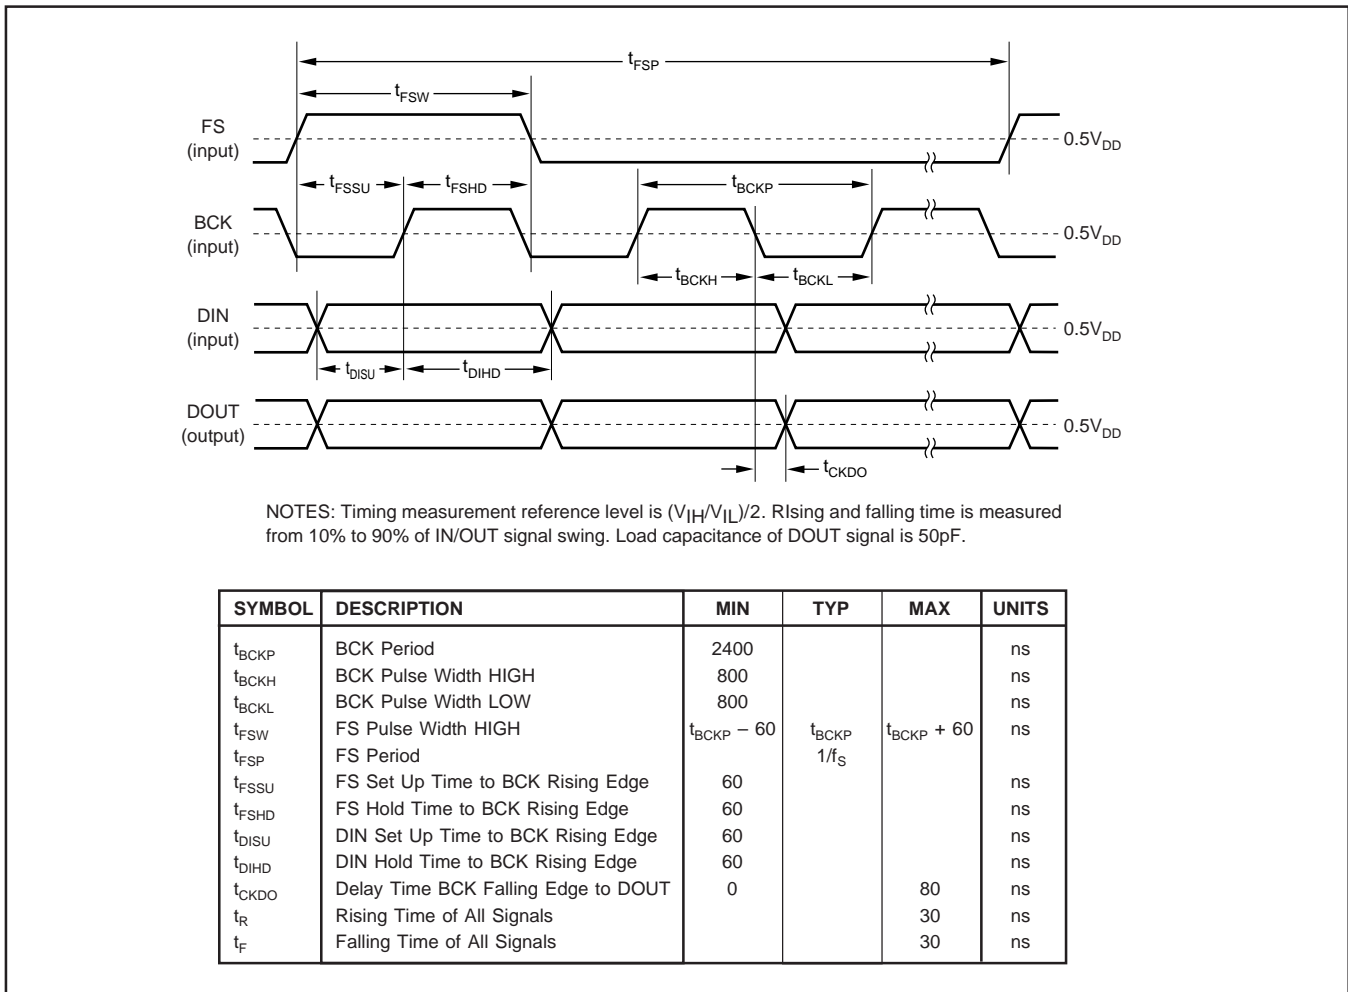 tFSP
tFSW
FS
(input)
0.5VDD
tFSSU
tFSHD
tBCKP
BCK
(input)
0.5VDD
tBCKH
tBCKL
DIN
(input)
0.5VDD
tDISU
tDIHD
DOUT
(output)
0.5VDD
tCKDO
NOTES: Timing measurement reference level is (VIH/VIL)/2. RIsing and falling time is measured
from 10% to 90% of IN/OUT signal swing. Load capacitance of DOUT signal is 50pF.
SYMBOL DESCRIPTION MIN TYP MAX UNITS
tBCKP BCK Period 2400 ns
tBCKH BCK Pulse Width HIGH 800 ns
tBCKL BCK Pulse Width LOW 800 ns
tFSW FS Pulse Width HIGH tBCKP – 60 tBCKP tBCKP + 60 ns
tFSP FS Period 1/fS
tFSSU FS Set Up Time to BCK Rising Edge 60 ns
tFSHD FS Hold Time to BCK Rising Edge 60 ns
tDISU DIN Set Up Time to BCK Rising Edge 60 ns
tDIHD DIN Hold Time to BCK Rising Edge 60 ns
tCKDO Delay Time BCK Falling Edge to DOUT 0 80 ns
tR Rising Time of All Signals 30 ns
tF Falling Time of All Signals 30 ns